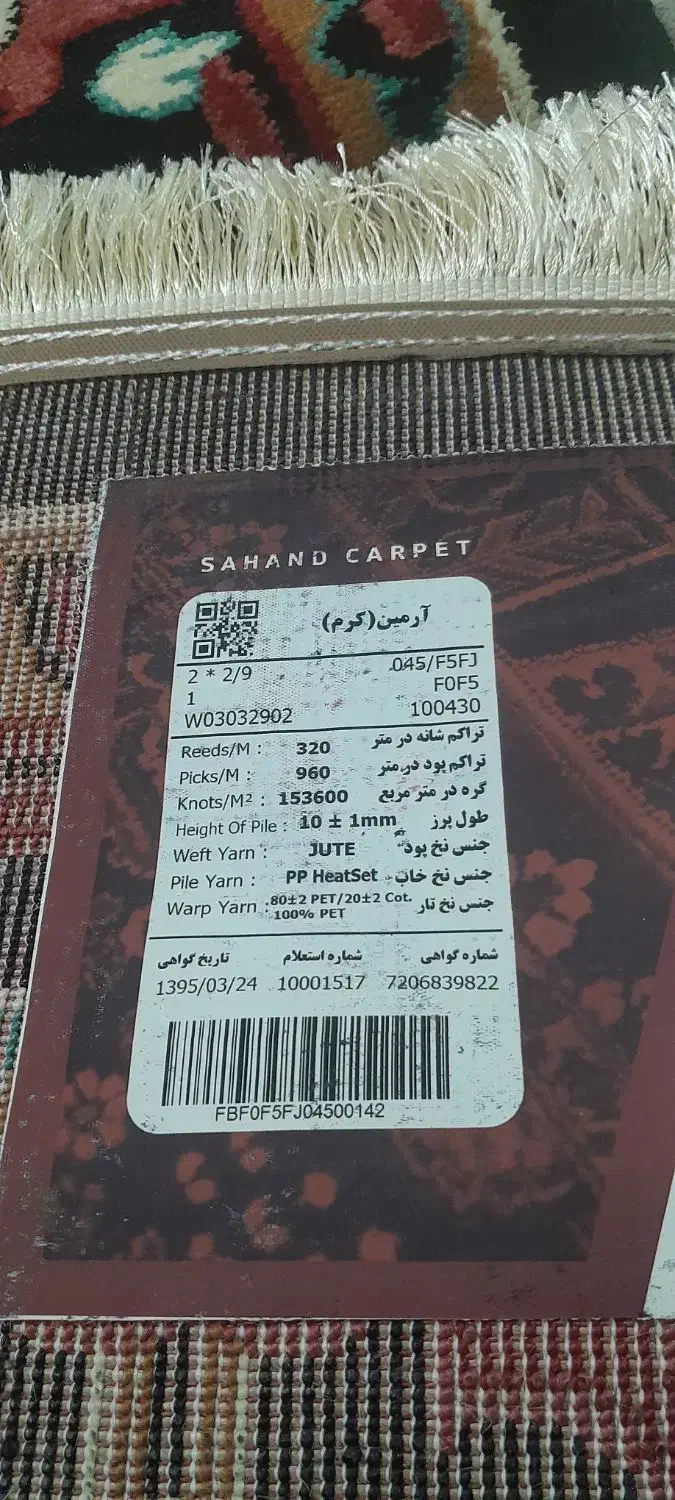 SAHAND CARPET
آرمین(کرم)
2 * 2/9 .045/F5FJ
1 F0F5
W03032902 100430
Reeds/M : 320 تراکم شانه در متر
Picks/M : 960 تراکم پود در متر
Knots/M2 : 153600 گره در متر مربع
Height Of Pile : 10 ± 1mm طول پرز
Weft Yarn : JUTE جنس نخ پود
Pile Yarn : PP HeatSet جنس نخ خاب
Warp Yarn : 80±2 PET/20±2 Cot. جنس نخ تار
100% PET
تاریخ گواهی شماره استعلام شماره گواهی
1395/03/24 10001517 7206839822
FBF0F5FJ04500142